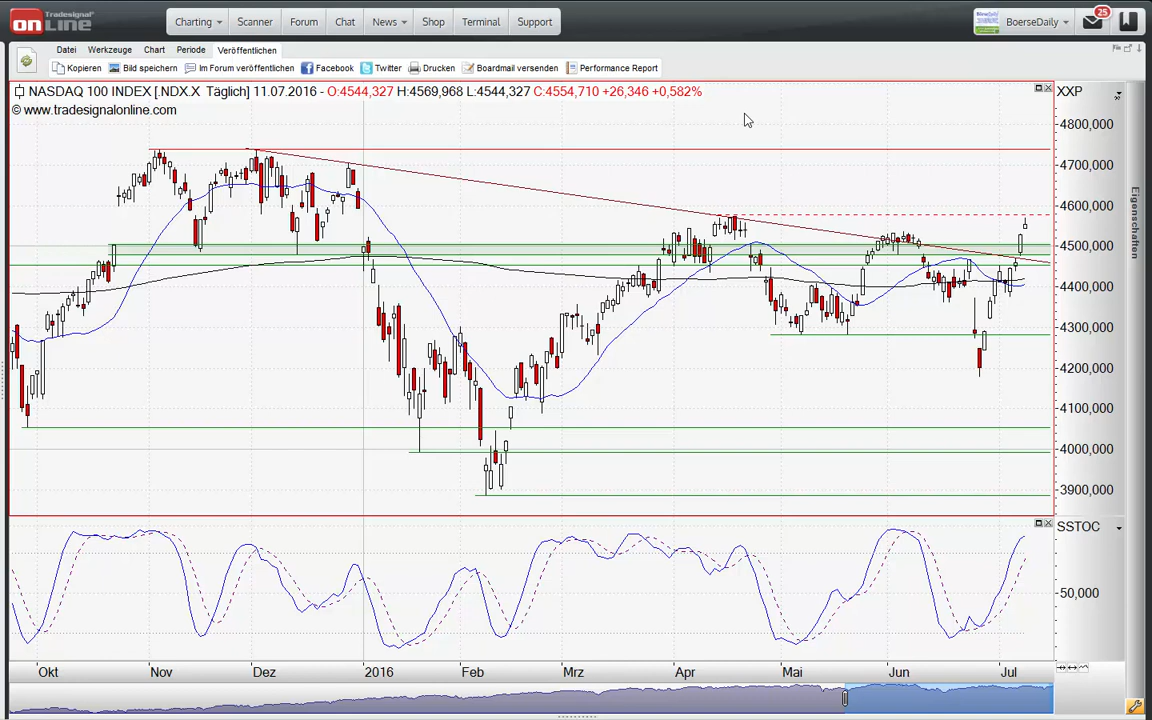 Tradesignal®
onLine
Charting Scanner Forum Chat News Shop Terminal Support
BoerseDaily 25
Datei Werkzeuge Chart Periode Veröffentlichen
Kopieren Bild speichern Im Forum veröffentlichen Facebook Twitter Drucken Boardmail versenden Performance Report
NASDAQ 100 INDEX [.NDX.X Täglich] 11.07.2016 - O:4544,327 H:4569,968 L:4544,327 C:4554,710 +26,346 +0,582%
© www.tradesignalonline.com
XXP
4800,000
4700,000
4600,000
4500,000
4400,000
4300,000
4200,000
4100,000
4000,000
3900,000
Eigenschaften
SSTOC
50,000
Okt Nov Dez 2016 Feb Mrz Apr Mai Jun Jul